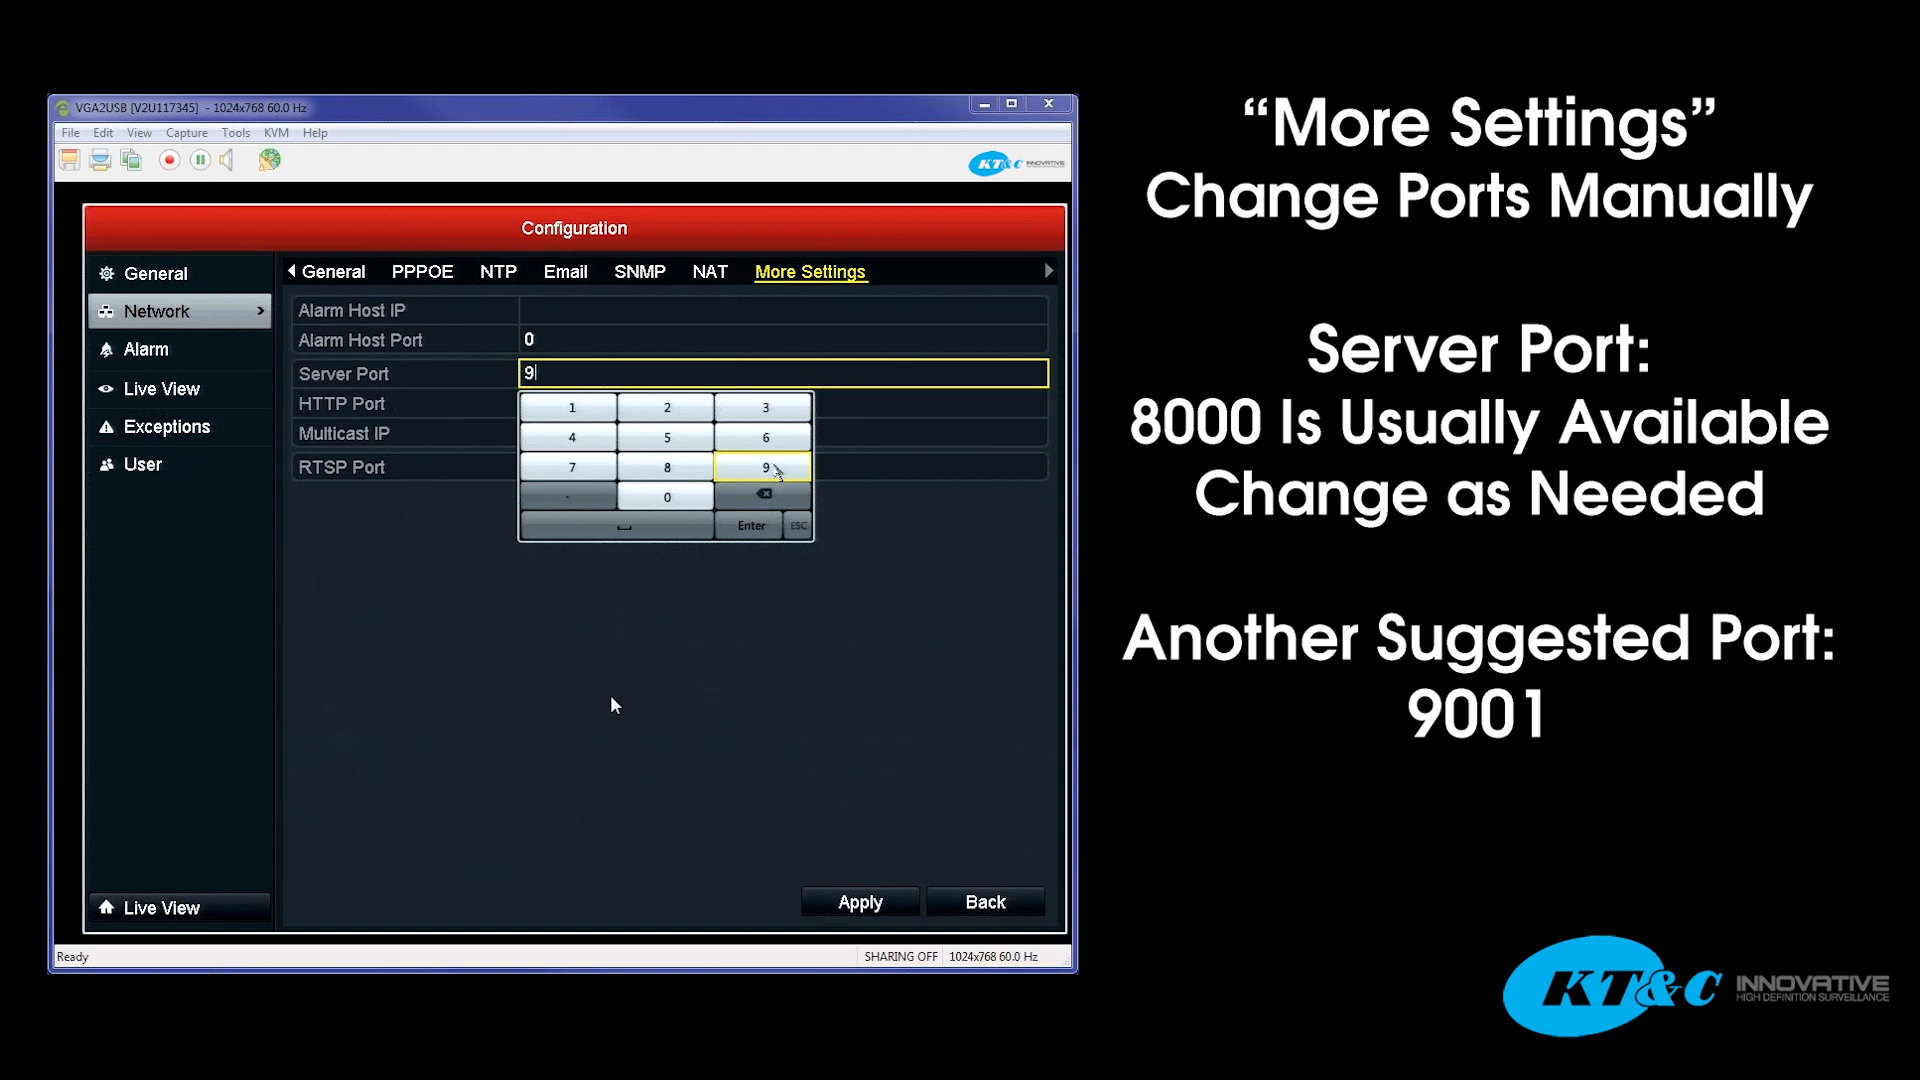 VGA2USB [V2U117345] - 1024x768 60.0 Hz
File Edit View Capture Tools KVM Help
KT&C INNOVATIVE
Configuration
General
Network >
Alarm
Live View
Exceptions
User
Live View
General PPPOE NTP Email SNMP NAT More Settings
Alarm Host IP
Alarm Host Port 0
Server Port 9
HTTP Port
Multicast IP
RTSP Port
1 2 3
4 5 6
7 8 9
. 0
Enter ESC
Apply Back
Ready SHARING OFF 1024x768 60.0 Hz
“More Settings”
Change Ports Manually
Server Port:
8000 Is Usually Available
Change as Needed
Another Suggested Port:
9001
KT&C INNOVATIVE
HIGH DEFINITION SURVEILLANCE